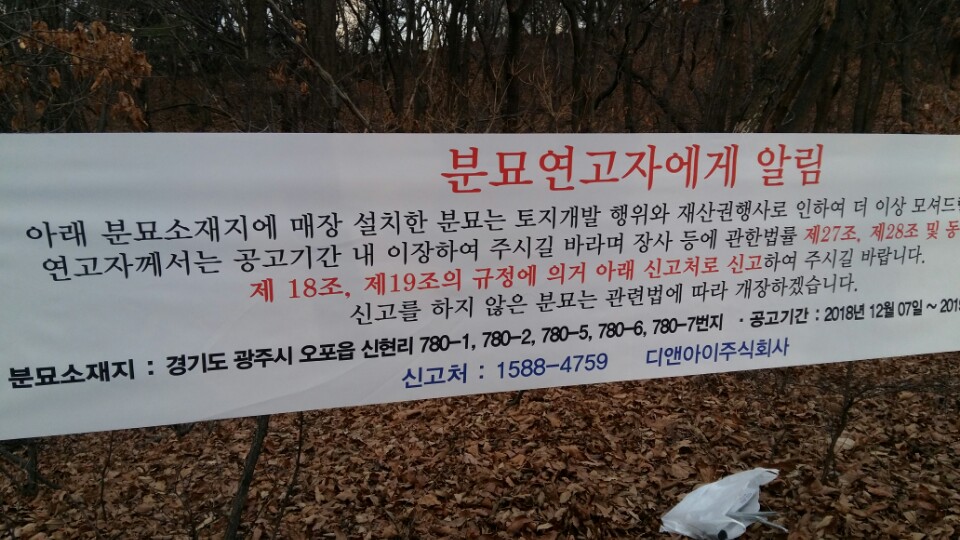 분묘연고자에게 알림
아래 분묘소재지에 매장 설치한 분묘는 토지개발 행위와 재산권행사로 인하여 더 이상 모셔드
연고자께서는 공고기간 내 이장하여 주시길 바라며 장사 등에 관한법률 제27조, 제28조 및 동
제 18조, 제19조의 규정에 의거 아래 신고처로 신고하여 주시길 바랍니다.
신고를 하지 않은 분묘는 관련법에 따라 개장하겠습니다.
분묘소재지 : 경기도 광주시 오포읍 신현리 780-1, 780-2, 780-5, 780-6, 780-7번지 · 공고기간 : 2018년 12월 07일 ~ 201
신고처 : 1588-4759 디앤아이주식회사